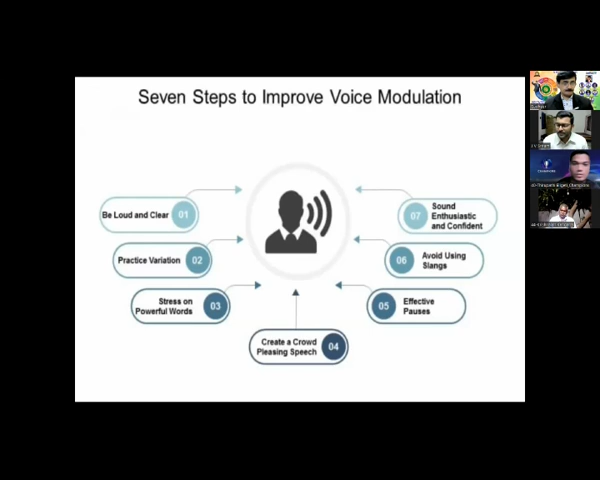 Seven Steps to Improve Voice Modulation
Be Loud and Clear 01
Practice Variation 02
Stress on
Powerful Words
03
Create a Crowd
Pleasing Speech
04
05
Effective
Pauses
06
Avoid Using
Slangs
07
Sound
Enthusiastic
and Confident